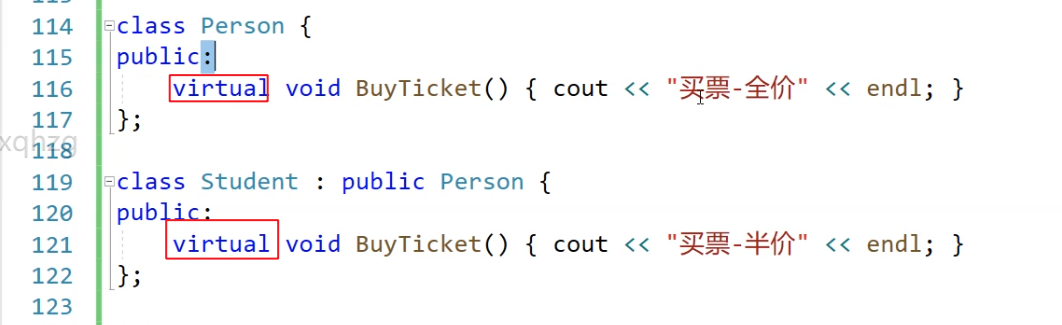 114 class Person {
115 public:
116 virtual void BuyTicket() { cout << "买票-全价" << endl; }
117 };
xqhzg
118
119 class Student : public Person {
120 public:
121 virtual void BuyTicket() { cout << "买票-半价" << endl; }
122 };
123